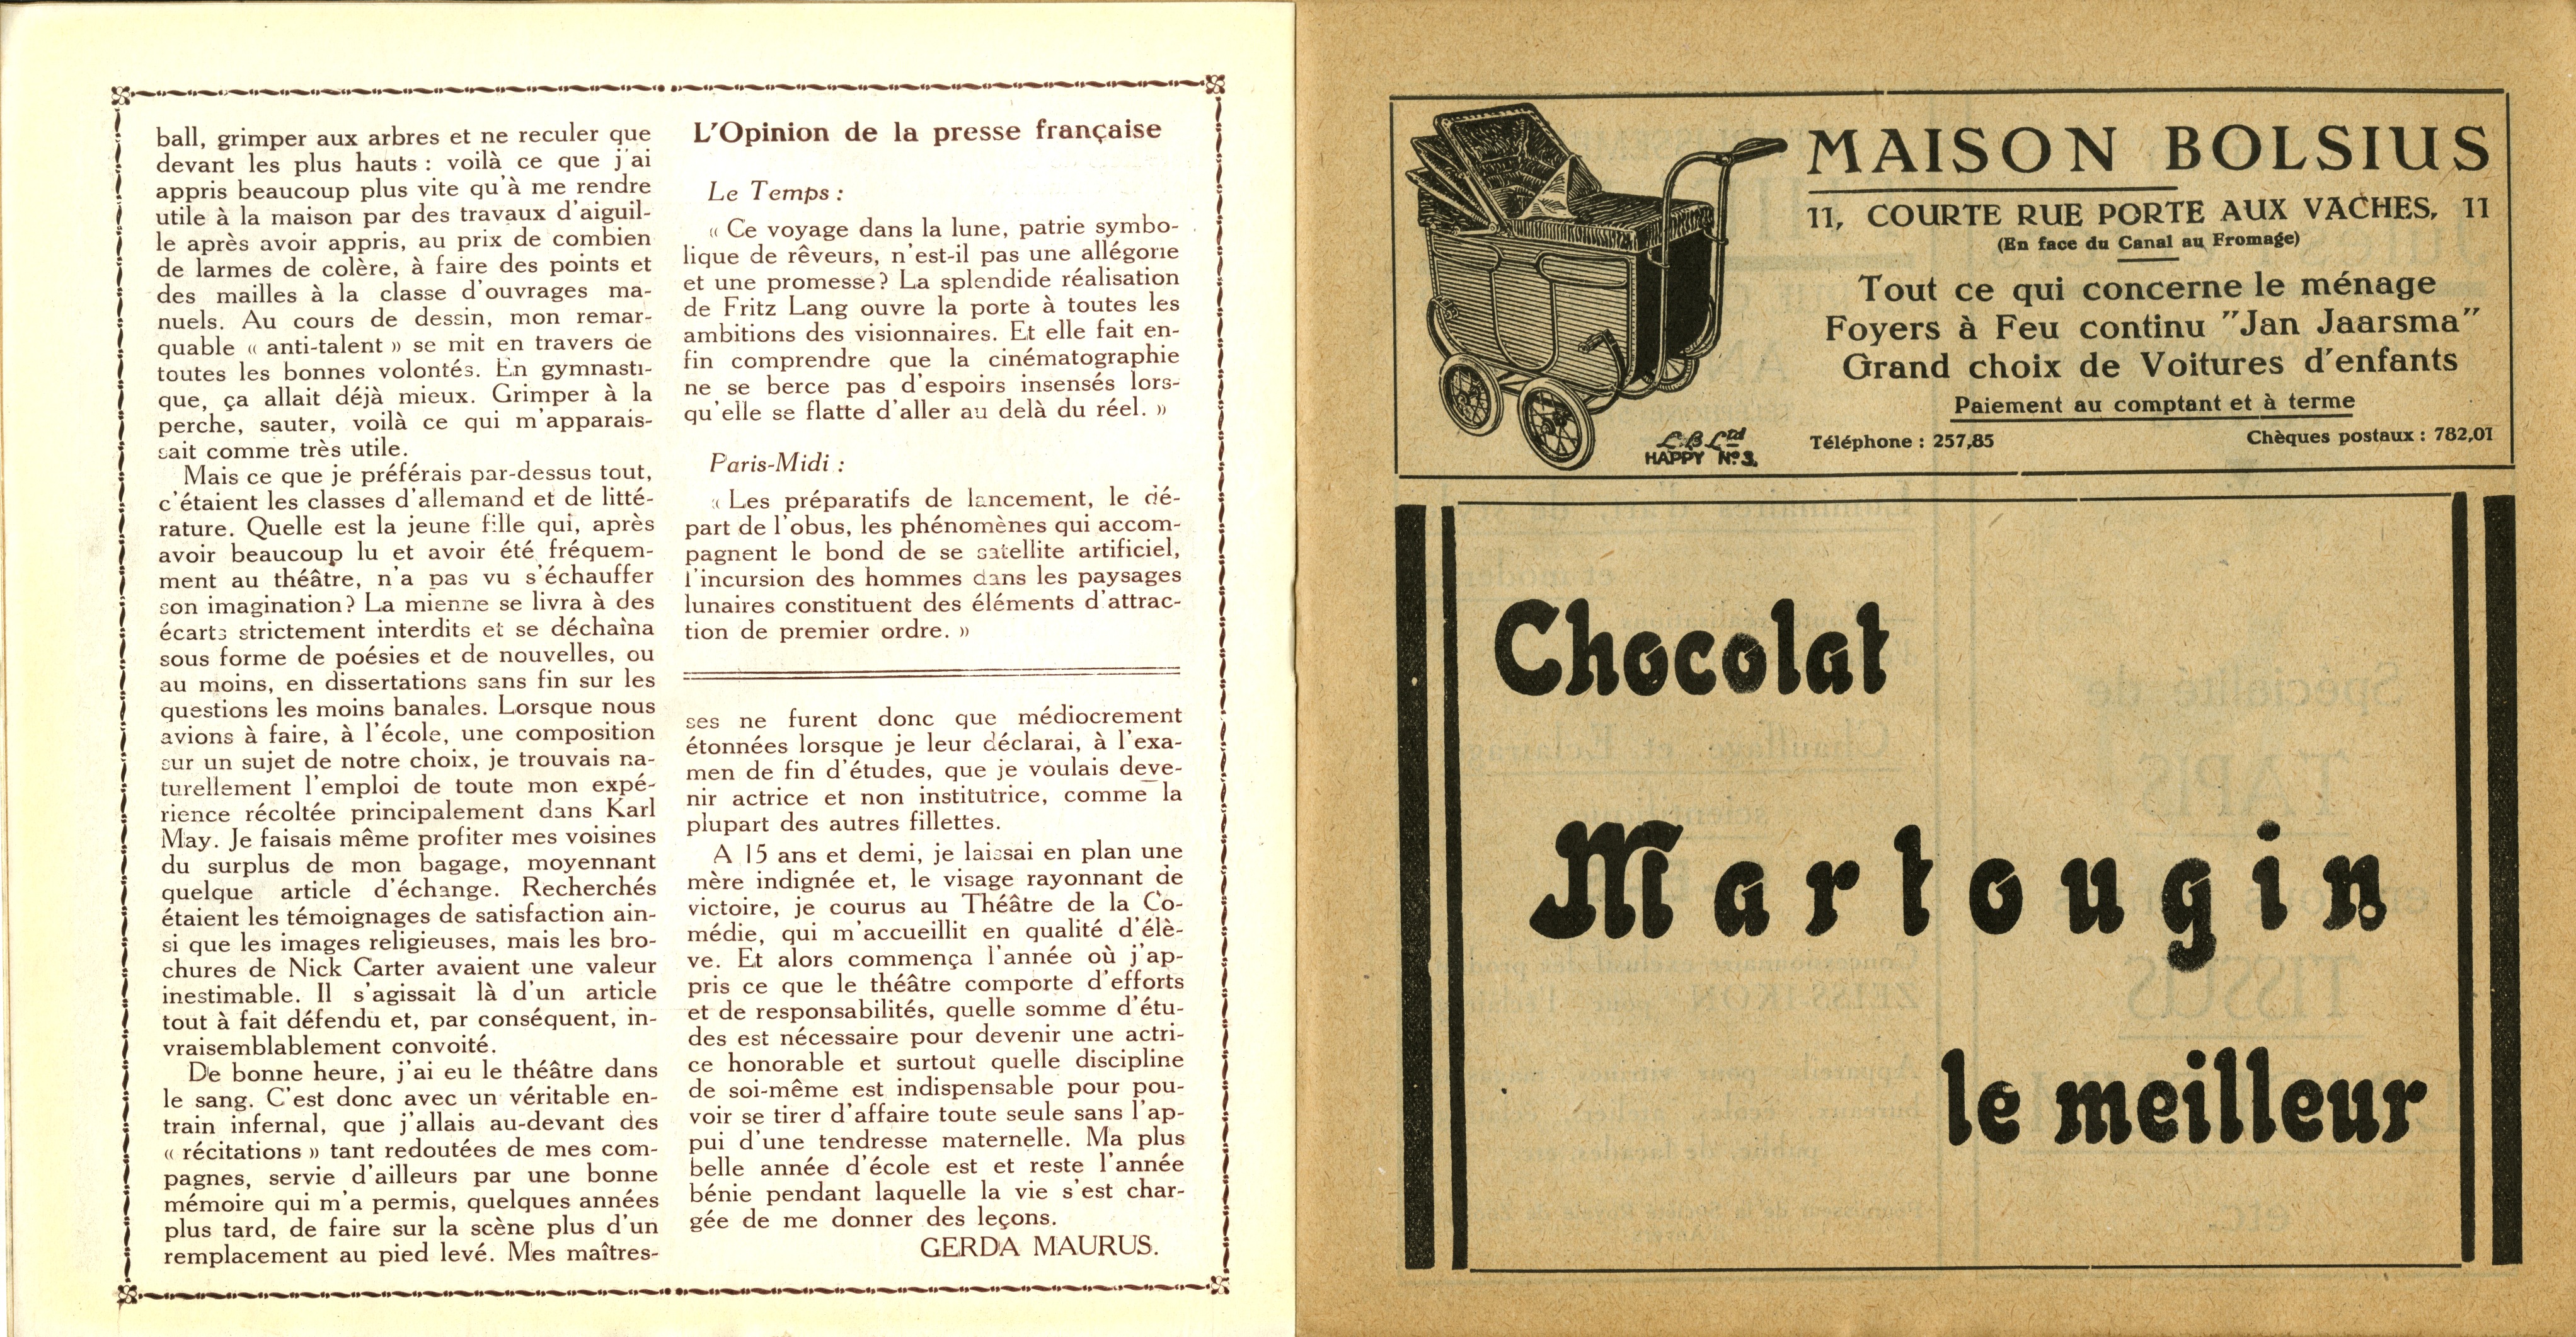 ball, grimper aux arbres et ne reculer que
devant les plus hauts : voilà ce que j'ai
appris beaucoup plus vite qu'à me rendre
utile à la maison par des travaux d'aiguil-
le après avoir appris, au prix de combien
de larmes de colère, à faire des points et
des mailles à la classe d'ouvrages ma-
nuels. Au cours de dessin, mon remar-
quable « anti-talent » se mit en travers de
toutes les bonnes volontés. En gymnasti-
que, ça allait déjà mieux. Grimper à la
perche, sauter, voilà ce qui m'apparais-
sait comme très utile.
Mais ce que je préférais par-dessus tout,
c'étaient les classes d'allemand et de litté-
rature. Quelle est la jeune fille qui, après
avoir beaucoup lu et avoir été fréquem-
ment au théâtre, n'a pas vu s'échauffer
son imagination? La mienne se livra à des
écarts strictement interdits et se déchaîna
sous forme de poésies et de nouvelles, ou
au moins, en dissertations sans fin sur les
questions les moins banales. Lorsque nous
avions à faire, à l'école, une composition
sur un sujet de notre choix, je trouvais na-
turellement l'emploi de toute mon expé-
rience récoltée principalement dans Karl
May. Je faisais même profiter mes voisines
du surplus de mon bagage, moyennant
quelque article d'échange. Recherchés
étaient les témoignages de satisfaction ain-
si que les images religieuses, mais les bro-
chures de Nick Carter avaient une valeur
inestimable. Il s'agissait là d'un article
tout à fait défendu et, par conséquent, in-
vraisemblablement convoité.
De bonne heure, j'ai eu le théâtre dans
le sang. C'est donc avec un véritable en-
train infernal, que j'allais au-devant des
« récitations » tant redoutées de mes com-
pagnes, servie d'ailleurs par une bonne
mémoire qui m'a permis, quelques années
plus tard, de faire sur la scène plus d'un
remplacement au pied levé. Mes maîtres-
L'Opinion de la presse française
Le Temps :
« Ce voyage dans la lune, patrie symbo-
lique de rêveurs, n'est-il pas une allégorie
et une promesse? La splendide réalisation
de Fritz Lang ouvre la porte à toutes les
ambitions des visionnaires. Et elle fait en-
fin comprendre que la cinématographie
ne se berce pas d'espoirs insensés lors-
qu'elle se flatte d'aller au delà du réel. »
Paris-Midi :
« Les préparatifs de lancement, le dé-
part de l'obus, les phénomènes qui accom-
pagnent le bond de se satellite artificiel,
l'incursion des hommes dans les paysages
lunaires constituent des éléments d'attrac-
tion de premier ordre. »
ses ne furent donc que médiocrement
étonnées lorsque je leur déclarai, à l'exa-
men de fin d'études, que je voulais deve-
nir actrice et non institutrice, comme la
plupart des autres fillettes.
A 15 ans et demi, je laissai en plan une
mère indignée et, le visage rayonnant de
victoire, je courus au Théâtre de la Co-
médie, qui m'accueillit en qualité d'élè-
ve. Et alors commença l'année où j'ap-
pris ce que le théâtre comporte d'efforts
et de responsabilités, quelle somme d'étu-
des est nécessaire pour devenir une actri-
ce honorable et surtout quelle discipline
de soi-même est indispensable pour pou-
voir se tirer d'affaire toute seule sans l'ap-
pui d'une tendresse maternelle. Ma plus
belle année d'école est et reste l'année
bénie pendant laquelle la vie s'est char-
gée de me donner des leçons.
GERDA MAURUS.
MAISON BOLSIUS
11, COURTE RUE PORTE AUX VACHES, 11
(En face du Canal au Fromage)
Tout ce qui concerne le ménage
Foyers à Feu continu "Jan Jaarsma"
Grand choix de Voitures d'enfants
Paiement au comptant et à terme
Téléphone : 257,85 Chèques postaux : 782,01
L.B. Ltd
HAPPY Nº 3.
Chocolat
Martougin
le meilleur